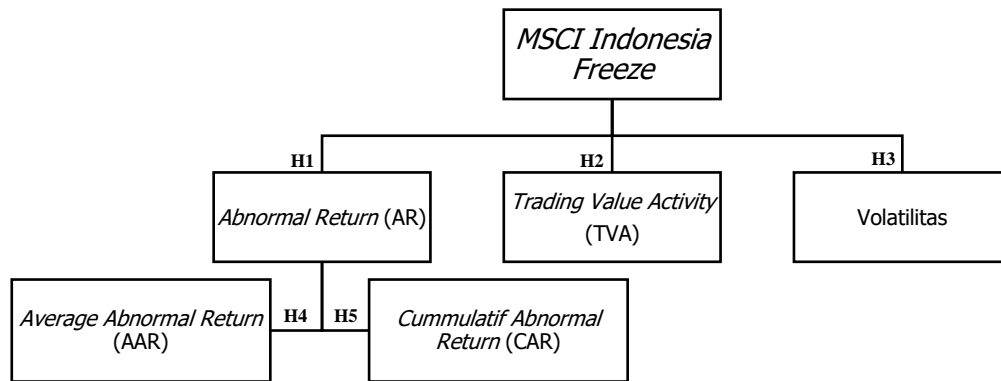 MSCI Indonesia
Freeze
H1
H2
H3
Abnormal Return (AR)
Trading Value Activity
(TVA)
Volatilitas
Average Abnormal Return
(AAR)
H4
H5
Cummulatif Abnormal
Return (CAR)